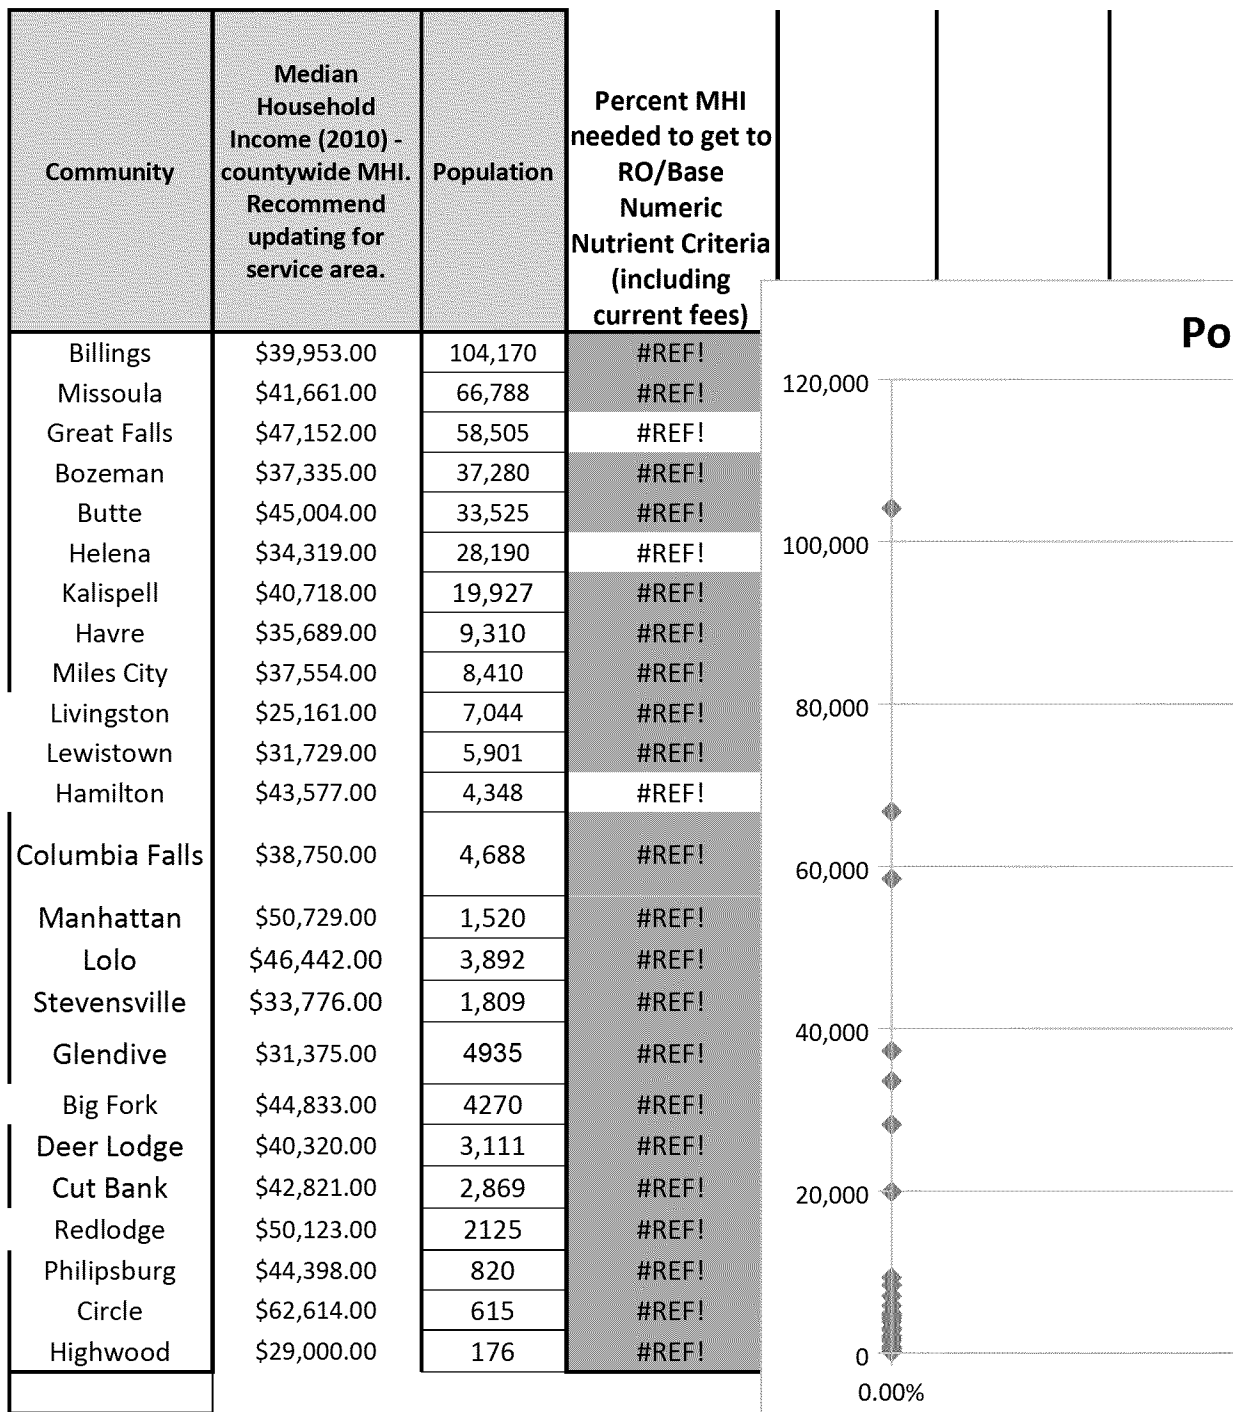 Community
Median
Household
Income (2010) -
countywide MHI.
Recommend
updating for
service area.
Population
Percent MHI
needed to get to
RO/Base
Numeric
Nutrient Criteria
(including
current fees)
Billings $39,953.00 104,170 #REF!
Missoula $41,661.00 66,788 #REF!
Great Falls $47,152.00 58,505 #REF!
Bozeman $37,335.00 37,280 #REF!
Butte $45,004.00 33,525 #REF!
Helena $34,319.00 28,190 #REF!
Kalispell $40,718.00 19,927 #REF!
Havre $35,689.00 9,310 #REF!
Miles City $37,554.00 8,410 #REF!
Livingston $25,161.00 7,044 #REF!
Lewistown $31,729.00 5,901 #REF!
Hamilton $43,577.00 4,348 #REF!
Columbia Falls $38,750.00 4,688 #REF!
Manhattan $50,729.00 1,520 #REF!
Lolo $46,442.00 3,892 #REF!
Stevensville $33,776.00 1,809 #REF!
Glendive $31,375.00 4935 #REF!
Big Fork $44,833.00 4270 #REF!
Deer Lodge $40,320.00 3,111 #REF!
Cut Bank $42,821.00 2,869 #REF!
Redlodge $50,123.00 2125 #REF!
Philipsburg $44,398.00 820 #REF!
Circle $62,614.00 615 #REF!
Highwood $29,000.00 176 #REF!
Po
120,000
100,000
80,000
60,000
40,000
20,000
0
0.00%